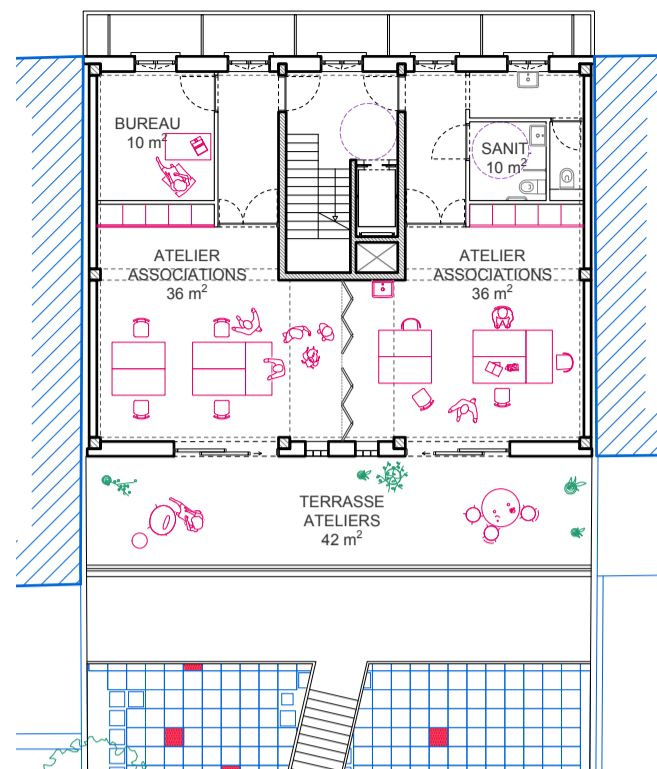 BUREAU
10 m²
SANIT
10 m²
ATELIER
ASSOCIATIONS
36 m²
ATELIER
ASSOCIATIONS
36 m²
TERRASSE
ATELIERS
42 m²